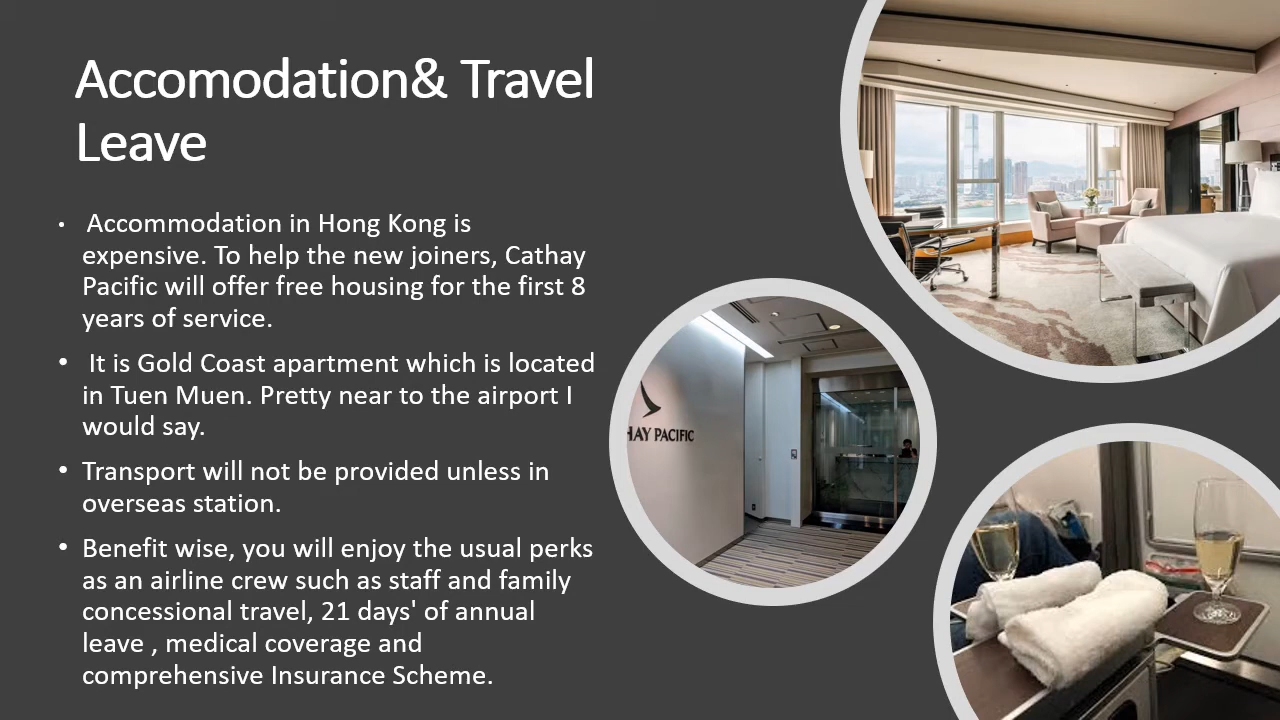 Accomodation& Travel
Leave
• Accommodation in Hong Kong is
expensive. To help the new joiners, Cathay
Pacific will offer free housing for the first 8
years of service.
• It is Gold Coast apartment which is located
in Tuen Muen. Pretty near to the airport I
would say.
• Transport will not be provided unless in
overseas station.
• Benefit wise, you will enjoy the usual perks
as an airline crew such as staff and family
concessional travel, 21 days' of annual
leave , medical coverage and
comprehensive Insurance Scheme.
HAY PACIFIC